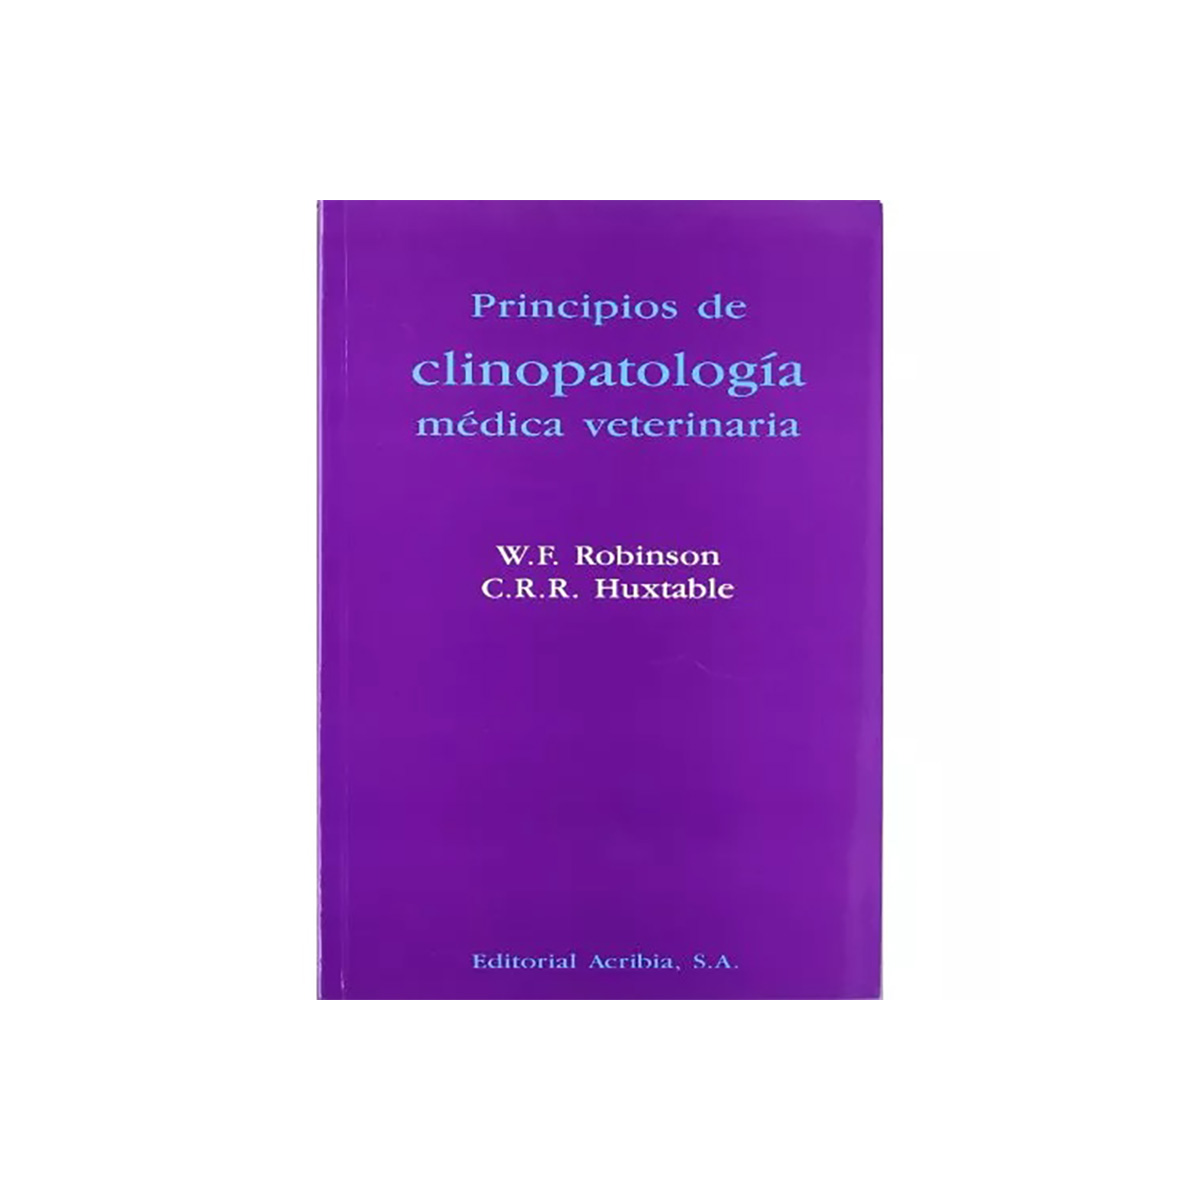 Principios de
clinopatología
médica veterinaria
W.F. Robinson
C.R.R. Huxtable
Editorial Acribia, S.A.